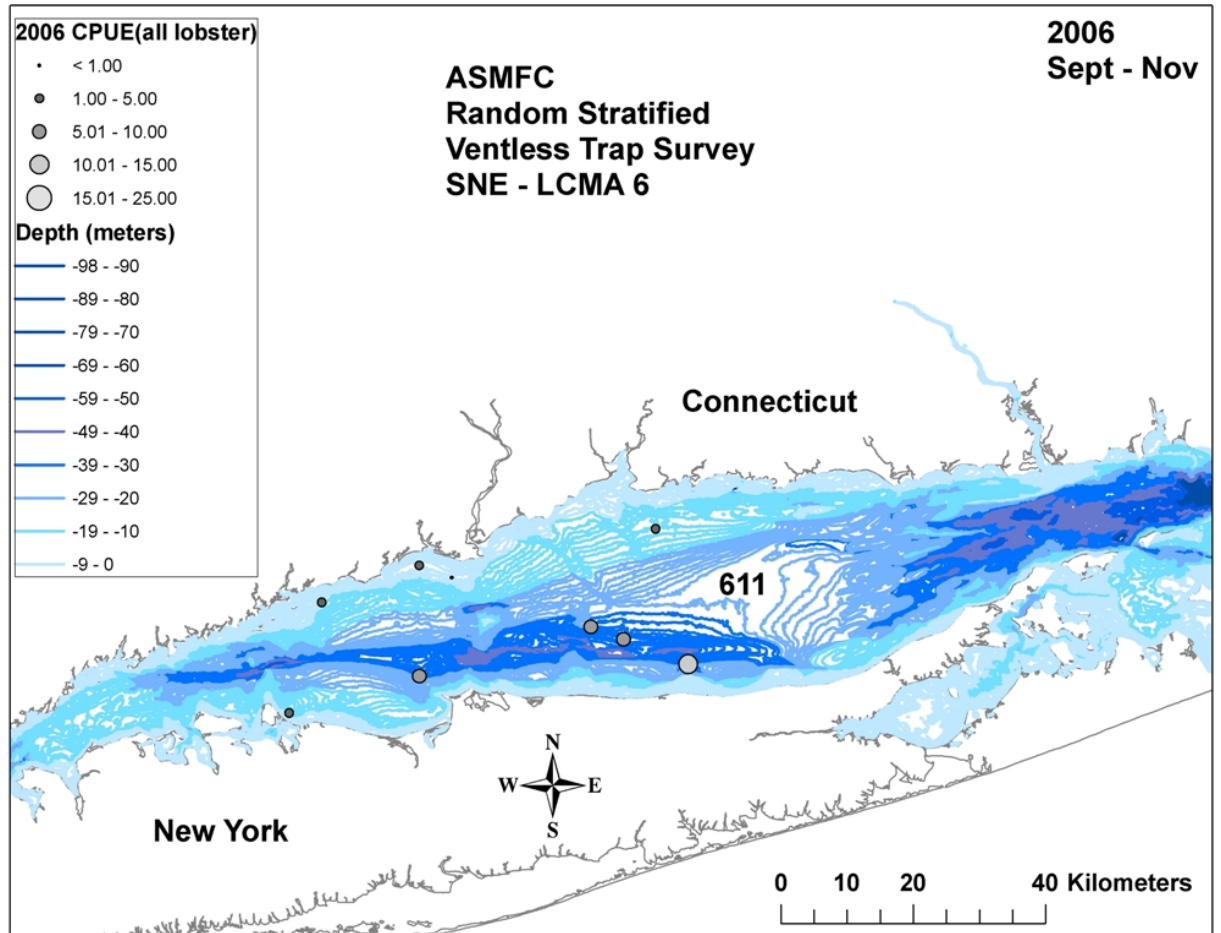 2006 CPUE(all lobster)
< 1.00
1.00 - 5.00
5.01 - 10.00
10.01 - 15.00
15.01 - 25.00
Depth (meters)
-98 - -90
-89 - -80
-79 - -70
-69 - -60
-59 - -50
-49 - -40
-39 - -30
-29 - -20
-19 - -10
-9 - 0
ASMFC
Random Stratified
Ventless Trap Survey
SNE - LCMA 6
2006
Sept - Nov
Connecticut
611
N
W E
S
New York
0 10 20 40 Kilometers